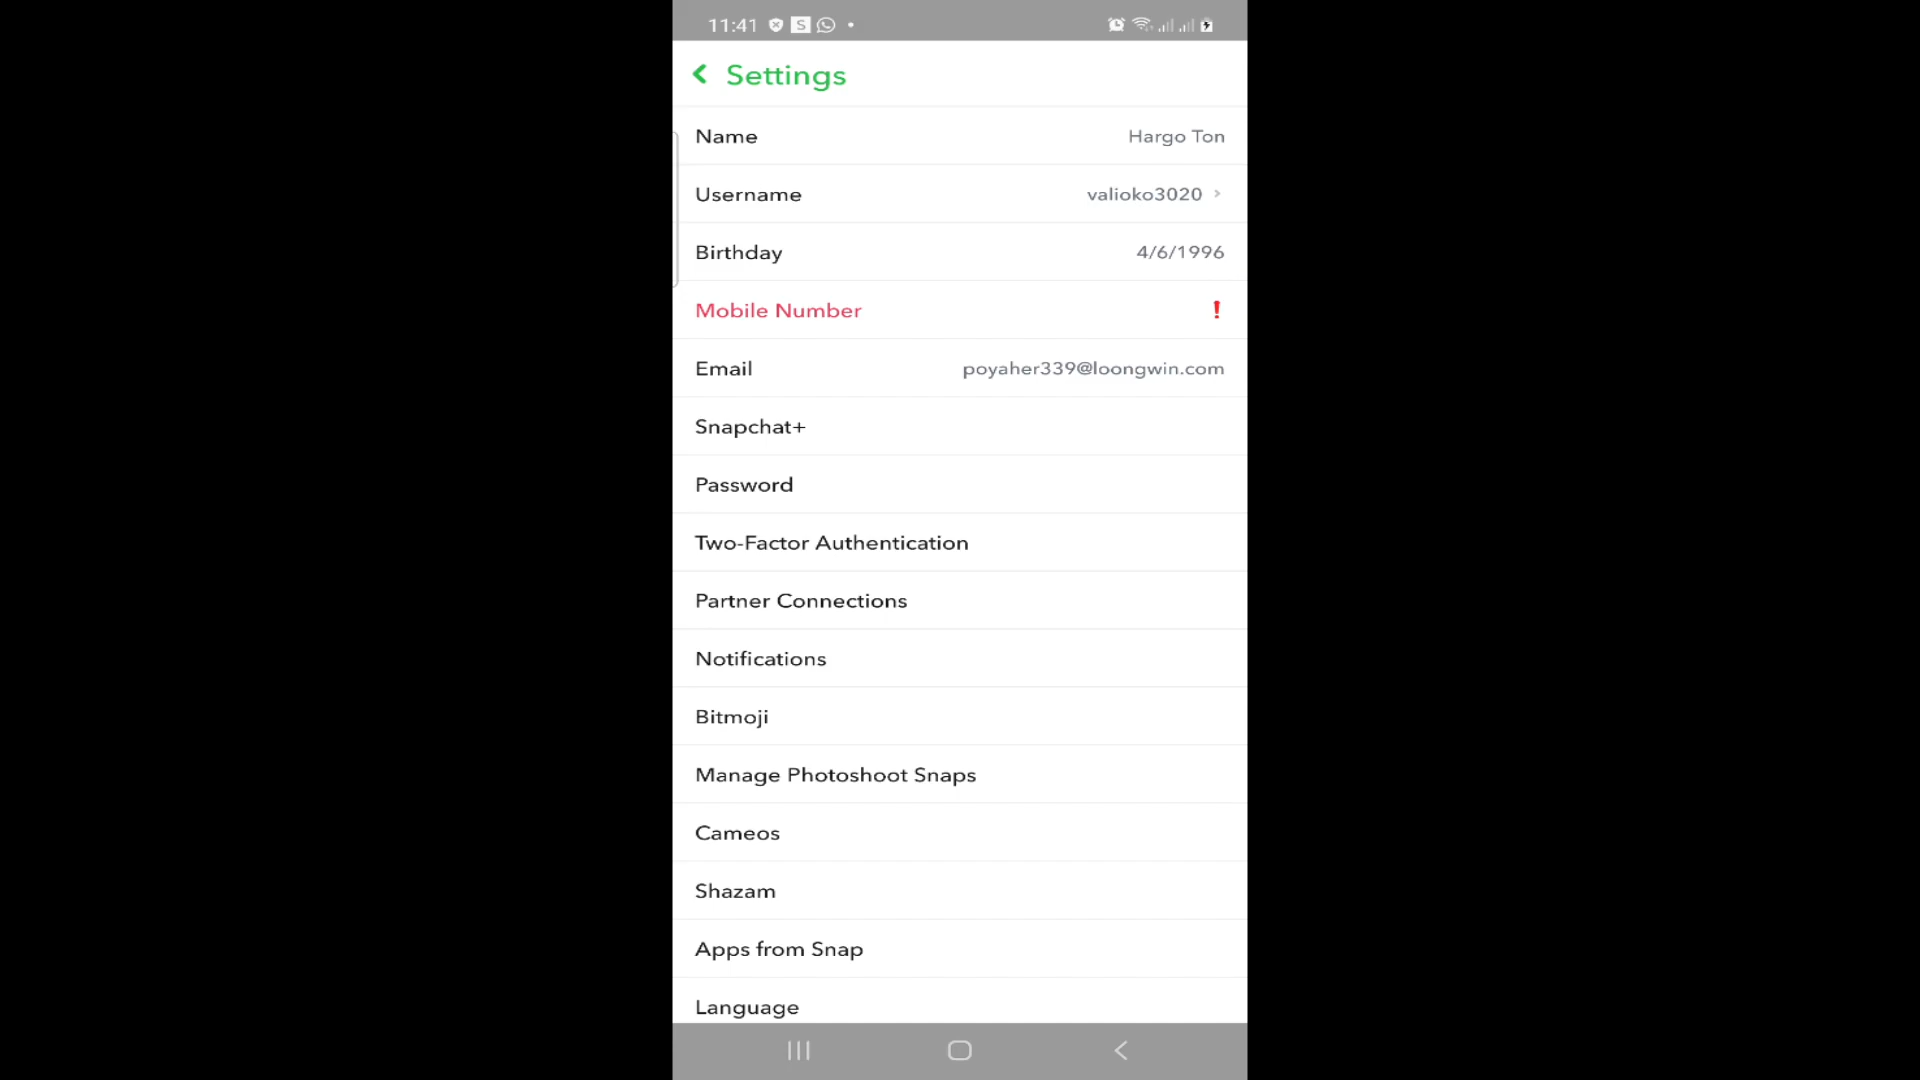 11:41 S
Settings
Name Hargo Ton
Username valioko3020
Birthday 4/6/1996
Mobile Number !
Email poyaher339@loongwin.com
Snapchat+
Password
Two-Factor Authentication
Partner Connections
Notifications
Bitmoji
Manage Photoshoot Snaps
Cameos
Shazam
Apps from Snap
Language